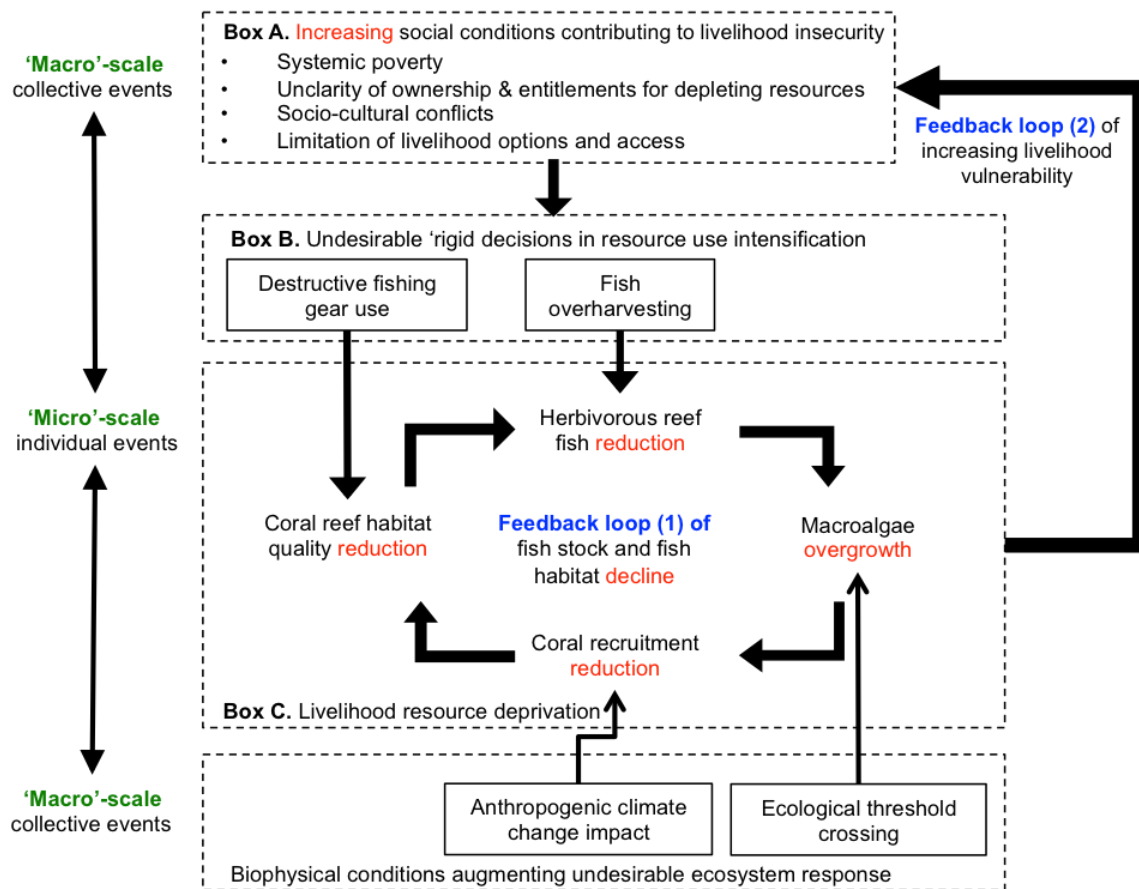 Box A. Increasing social conditions contributing to livelihood insecurity
• Systemic poverty
• Unclarity of ownership & entitlements for depleting resources
• Socio-cultural conflicts
• Limitation of livelihood options and access
'Macro'-scale
collective events
Feedback loop (2) of
increasing livelihood
vulnerability
Box B. Undesirable 'rigid decisions in resource use intensification
Destructive fishing
gear use
Fish
overharvesting
'Micro'-scale
individual events
Herbivorous reef
fish reduction
Coral reef habitat
quality reduction
Feedback loop (1) of
fish stock and fish
habitat decline
Macroalgae
overgrowth
Coral recruitment
reduction
Box C. Livelihood resource deprivation
'Macro'-scale
collective events
Anthropogenic climate
change impact
Ecological threshold
crossing
Biophysical conditions augmenting undesirable ecosystem response